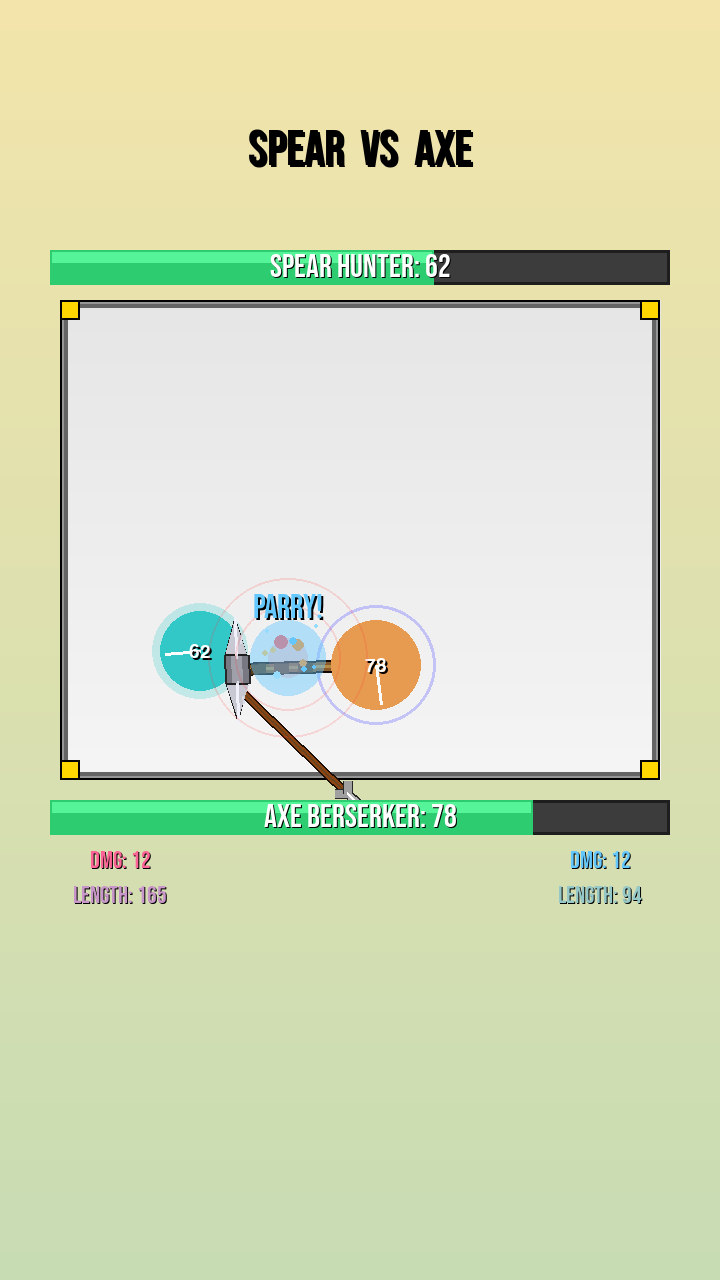 SPEAR VS AXE
SPEAR HUNTER: 62
PARRY!
62
78
AXE BERSERKER: 78
DMG: 12
DMG: 12
LENGTH: 165
LENGTH: 94